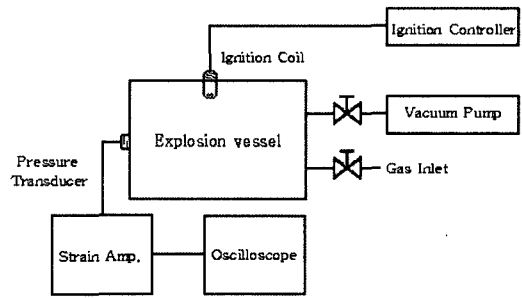 Ignition Controller
Ignition Coil
Explosion vessel
Vacuum Pump
Pressure
Transducer
Gas Inlet
Strain Amp.
Oscilloscope